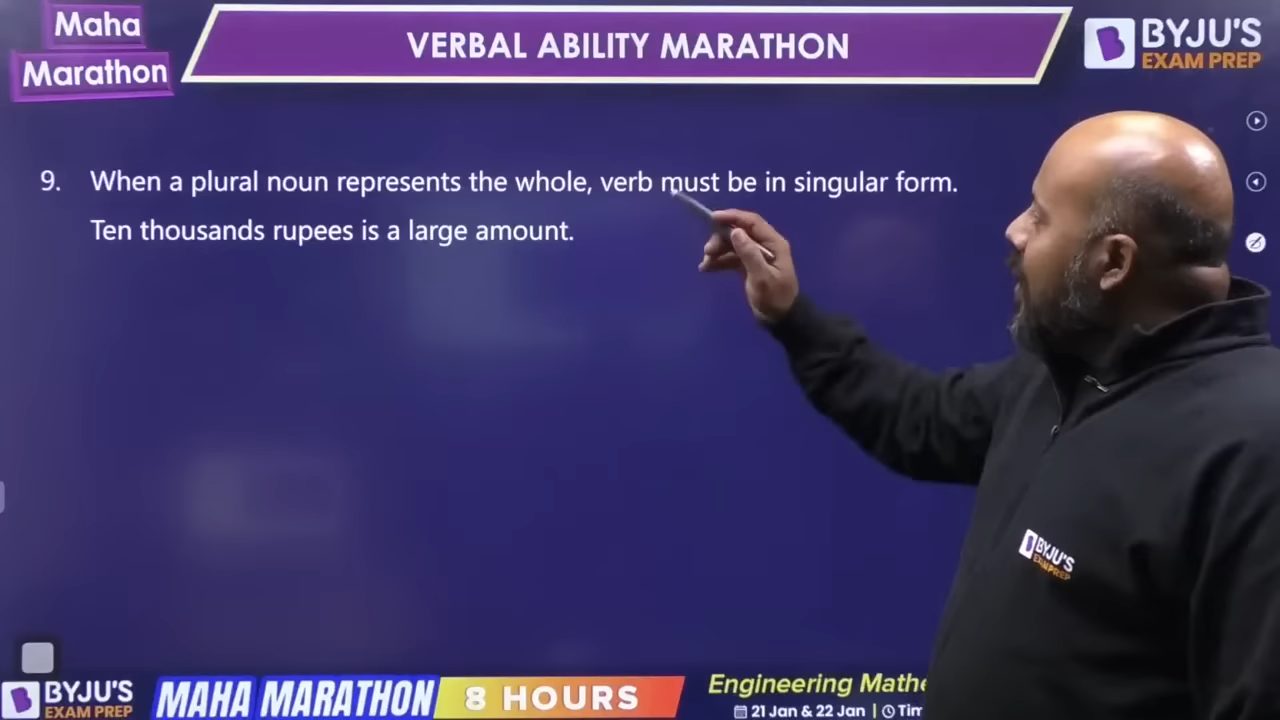 Maha
Marathon
VERBAL ABILITY MARATHON
BYJU'S
EXAM PREP
9. When a plural noun represents the whole, verb must be in singular form.
Ten thousands rupees is a large amount.
BYJU'S
EXAM PREP
BYJU'S
EXAM PREP
MAHA MARATHON
8 HOURS
Engineering Mathe
21 Jan & 22 Jan | Tim